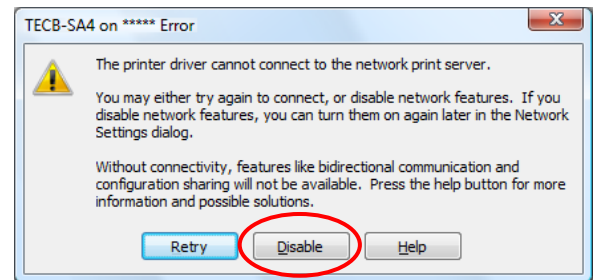 TECB-SA4 on ***** Error
The printer driver cannot connect to the network print server.
You may either try again to connect, or disable network features. If you
disable network features, you can turn them on again later in the Network
Settings dialog.
Without connectivity, features like bidirectional communication and
configuration sharing will not be available. Press the help button for more
information and possible solutions.
Retry Disable Help